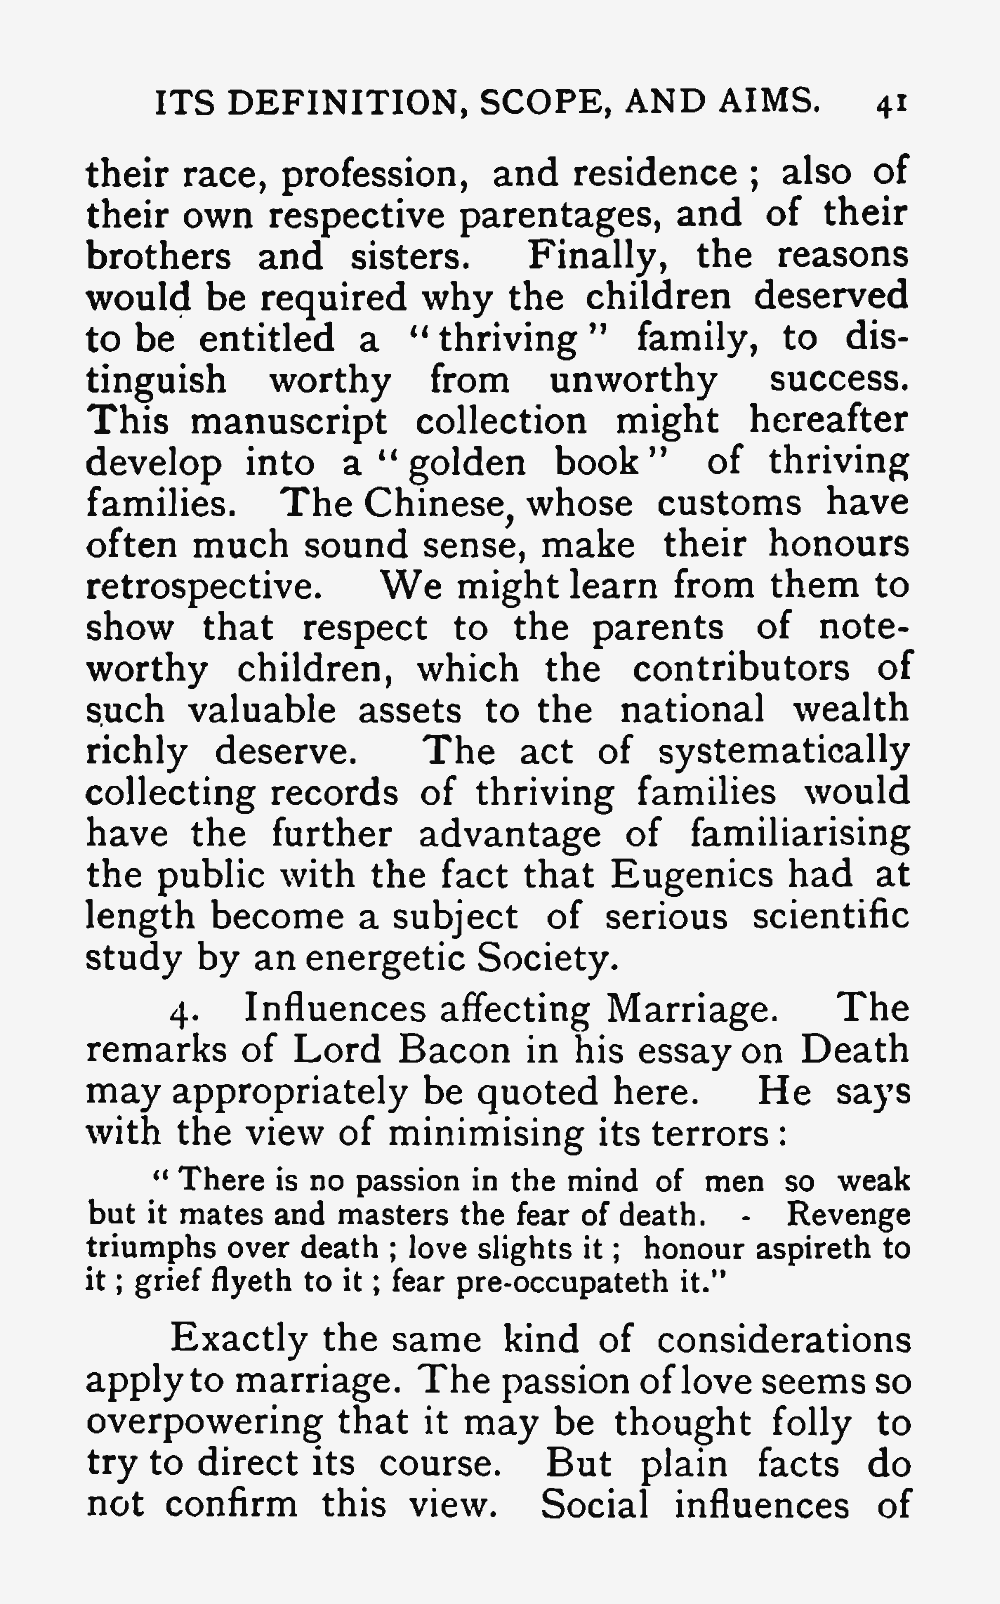 ITS DEFINITION, SCOPE, AND AIMS. 41
their race, profession, and residence ; also of
their own respective parentages, and of their
brothers and sisters. Finally, the reasons
would be required why the children deserved
to be entitled a “ thriving ” family, to dis-
tinguish worthy from unworthy success.
This manuscript collection might hereafter
develop into a “ golden book ” of thriving
families. The Chinese, whose customs have
often much sound sense, make their honours
retrospective. We might learn from them to
show that respect to the parents of note-
worthy children, which the contributors of
such valuable assets to the national wealth
richly deserve. The act of systematically
collecting records of thriving families would
have the further advantage of familiarising
the public with the fact that Eugenics had at
length become a subject of serious scientific
study by an energetic Society.
4. Influences affecting Marriage. The
remarks of Lord Bacon in his essay on Death
may appropriately be quoted here. He says
with the view of minimising its terrors :
“ There is no passion in the mind of men so weak
but it mates and masters the fear of death. - Revenge
triumphs over death ; love slights it ; honour aspireth to
it ; grief flyeth to it ; fear pre-occupateth it.”
Exactly the same kind of considerations
apply to marriage. The passion of love seems so
overpowering that it may be thought folly to
try to direct its course. But plain facts do
not confirm this view. Social influences of